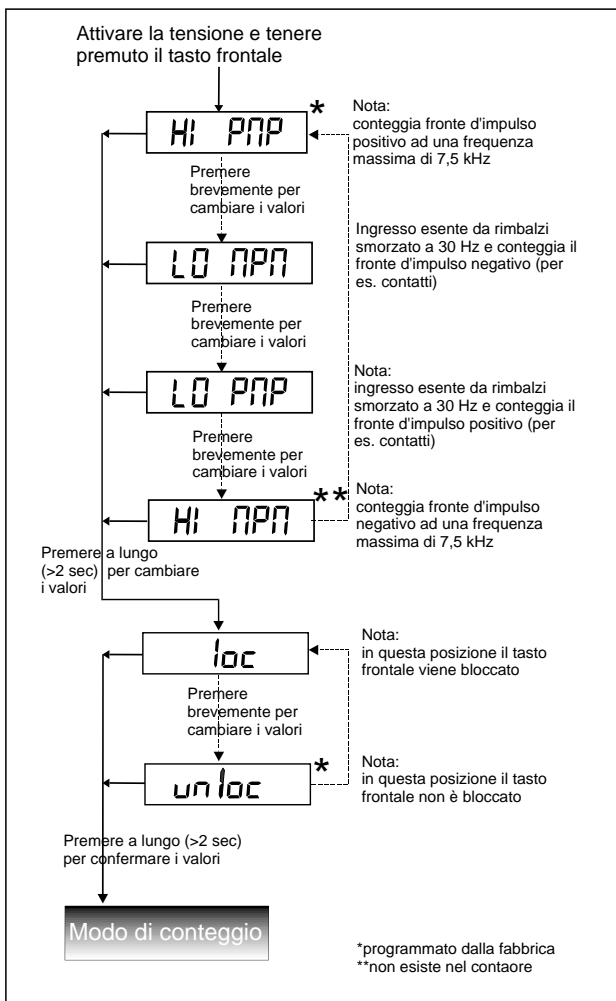 Attivare la tensione e tenere
premuto il tasto frontale
HI PNP *
Nota:
conteggia fronte d'impulso
positivo ad una frequenza
massima di 7,5 kHz
Premere
brevemente per
cambiare i valori
LO NPN
Ingresso esente da rimbalzi
smorzato a 30 Hz e conteggia il
fronte d'impulso negativo (per
es. contatti)
Premere
brevemente per
cambiare i valori
LO PNP
Nota:
ingresso esente da rimbalzi
smorzato a 30 Hz e conteggia il
fronte d'impulso positivo (per
es. contatti)
Premere
brevemente per
cambiare i valori
HI NPN **
Nota:
conteggia fronte d'impulso
negativo ad una frequenza
massima di 7,5 kHz
Premere a lungo
(>2 sec) per cambiare
i valori
loc
Nota:
in questa posizione il tasto
frontale viene bloccato
Premere
brevemente per
cambiare i valori
unloc *
Nota:
in questa posizione il tasto
frontale non è bloccato
Premere a lungo (>2 sec)
per confermare i valori
Modo di conteggio
*programmato dalla fabbrica
**non esiste nel contaore